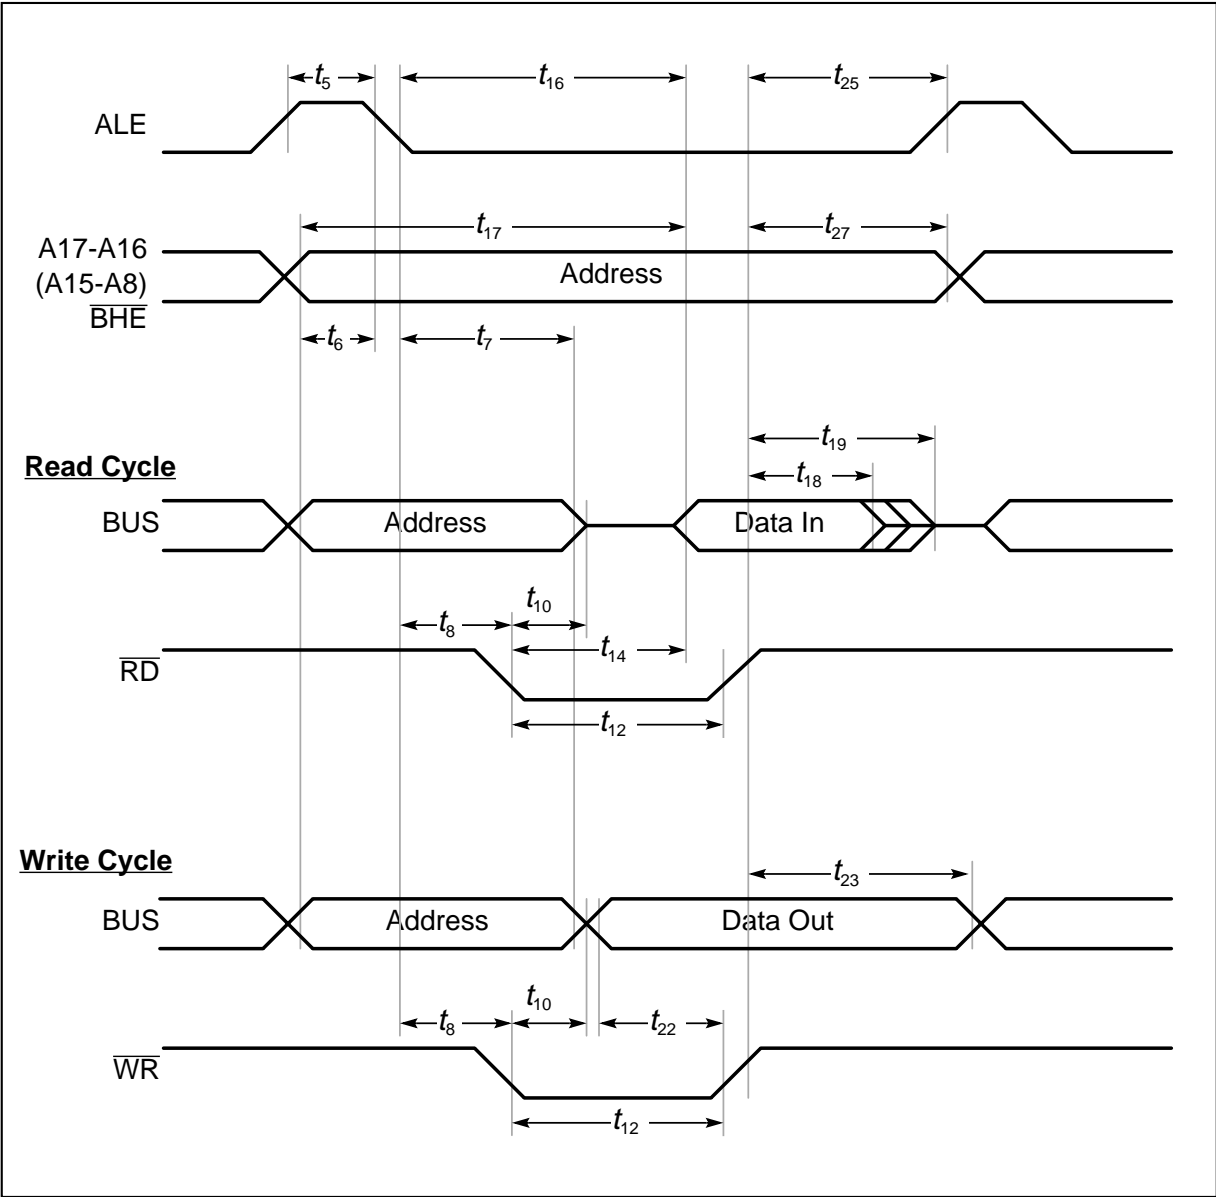 t5 t16 t25
ALE
t17 t27
A17-A16
(A15-A8)
BHE
Address
t6 t7
t19
Read Cycle
t18
BUS Address Data In
t10
t8
t14
RD
t12
Write Cycle
t23
BUS Address Data Out
t10
t8 t22
WR
t12